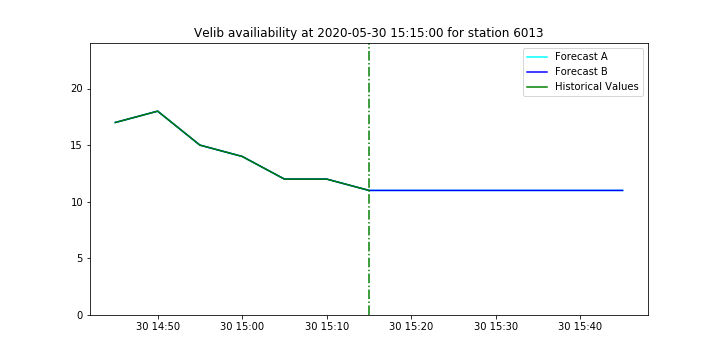 Velib availiability at 2020-05-30 15:15:00 for station 6013
Forecast A
Forecast B
Historical Values
20
15
10
5
0
30 14:50
30 15:00
30 15:10
30 15:20
30 15:30
30 15:40